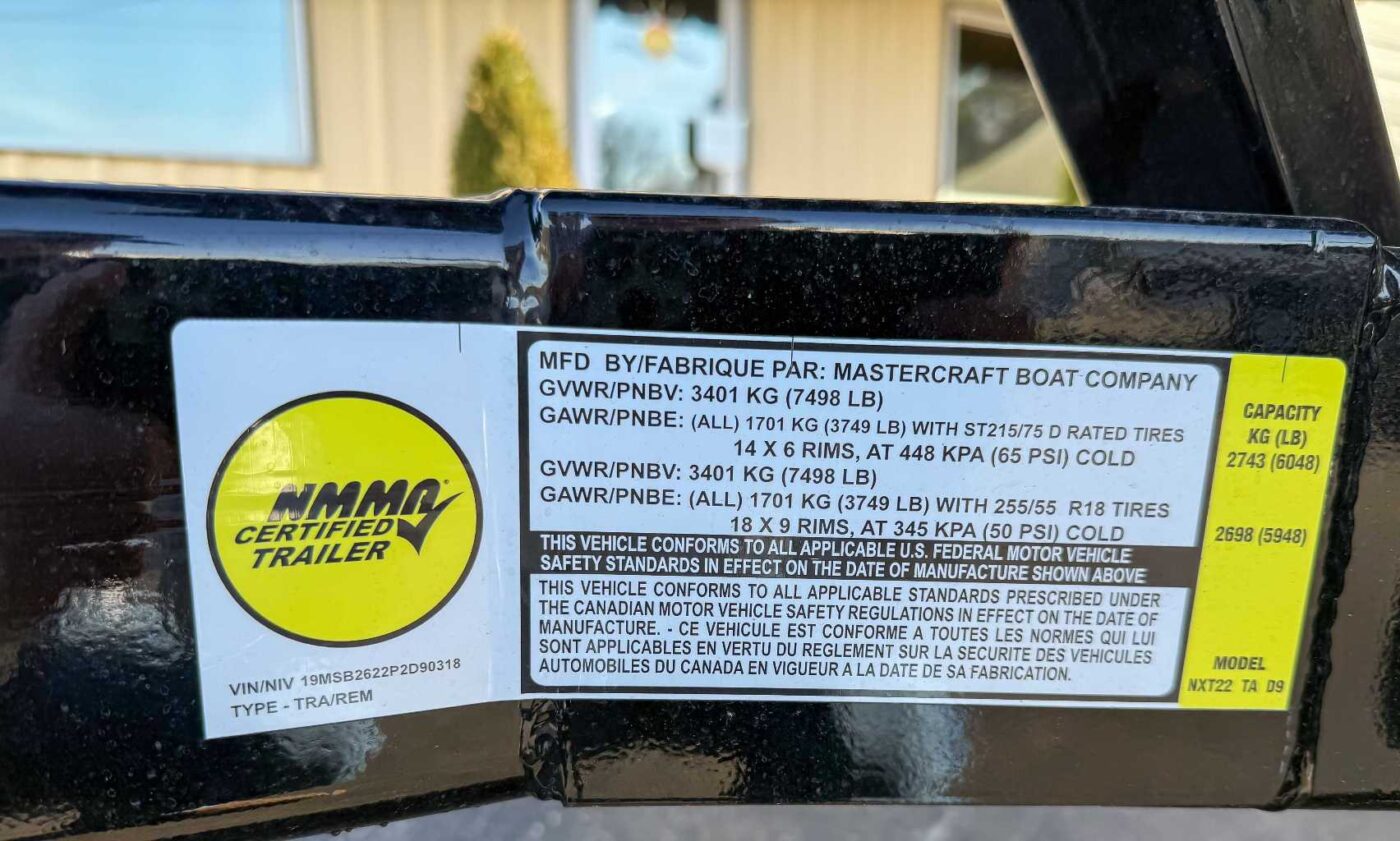 NMMA
CERTIFIED
TRAILER
VIN/NIV 19MSB2622P2D90318
TYPE - TRA/REM
MFD BY/FABRIQUE PAR: MASTERCRAFT BOAT COMPANY
GVWR/PNBV: 3401 KG (7498 LB)
GAWR/PNBE: (ALL) 1701 KG (3749 LB) WITH ST215/75 D RATED TIRES
14 X 6 RIMS, AT 448 KPA (65 PSI) COLD
GVWR/PNBV: 3401 KG (7498 LB)
GAWR/PNBE: (ALL) 1701 KG (3749 LB) WITH 255/55 R18 TIRES
18 X 9 RIMS, AT 345 KPA (50 PSI) COLD
THIS VEHICLE CONFORMS TO ALL APPLICABLE U.S. FEDERAL MOTOR VEHICLE
SAFETY STANDARDS IN EFFECT ON THE DATE OF MANUFACTURE SHOWN ABOVE
THIS VEHICLE CONFORMS TO ALL APPLICABLE STANDARDS PRESCRIBED UNDER
THE CANADIAN MOTOR VEHICLE SAFETY REGULATIONS IN EFFECT ON THE DATE OF
MANUFACTURE. - CE VEHICULE EST CONFORME A TOUTES LES NORMES QUI LUI
SONT APPLICABLES EN VERTU DU REGLEMENT SUR LA SECURITE DES VEHICULES
AUTOMOBILES DU CANADA EN VIGUEUR A LA DATE DE SA FABRICATION.
CAPACITY
KG (LB)
2743 (6048)
2698 (5948)
MODEL
NXT22 TA D9